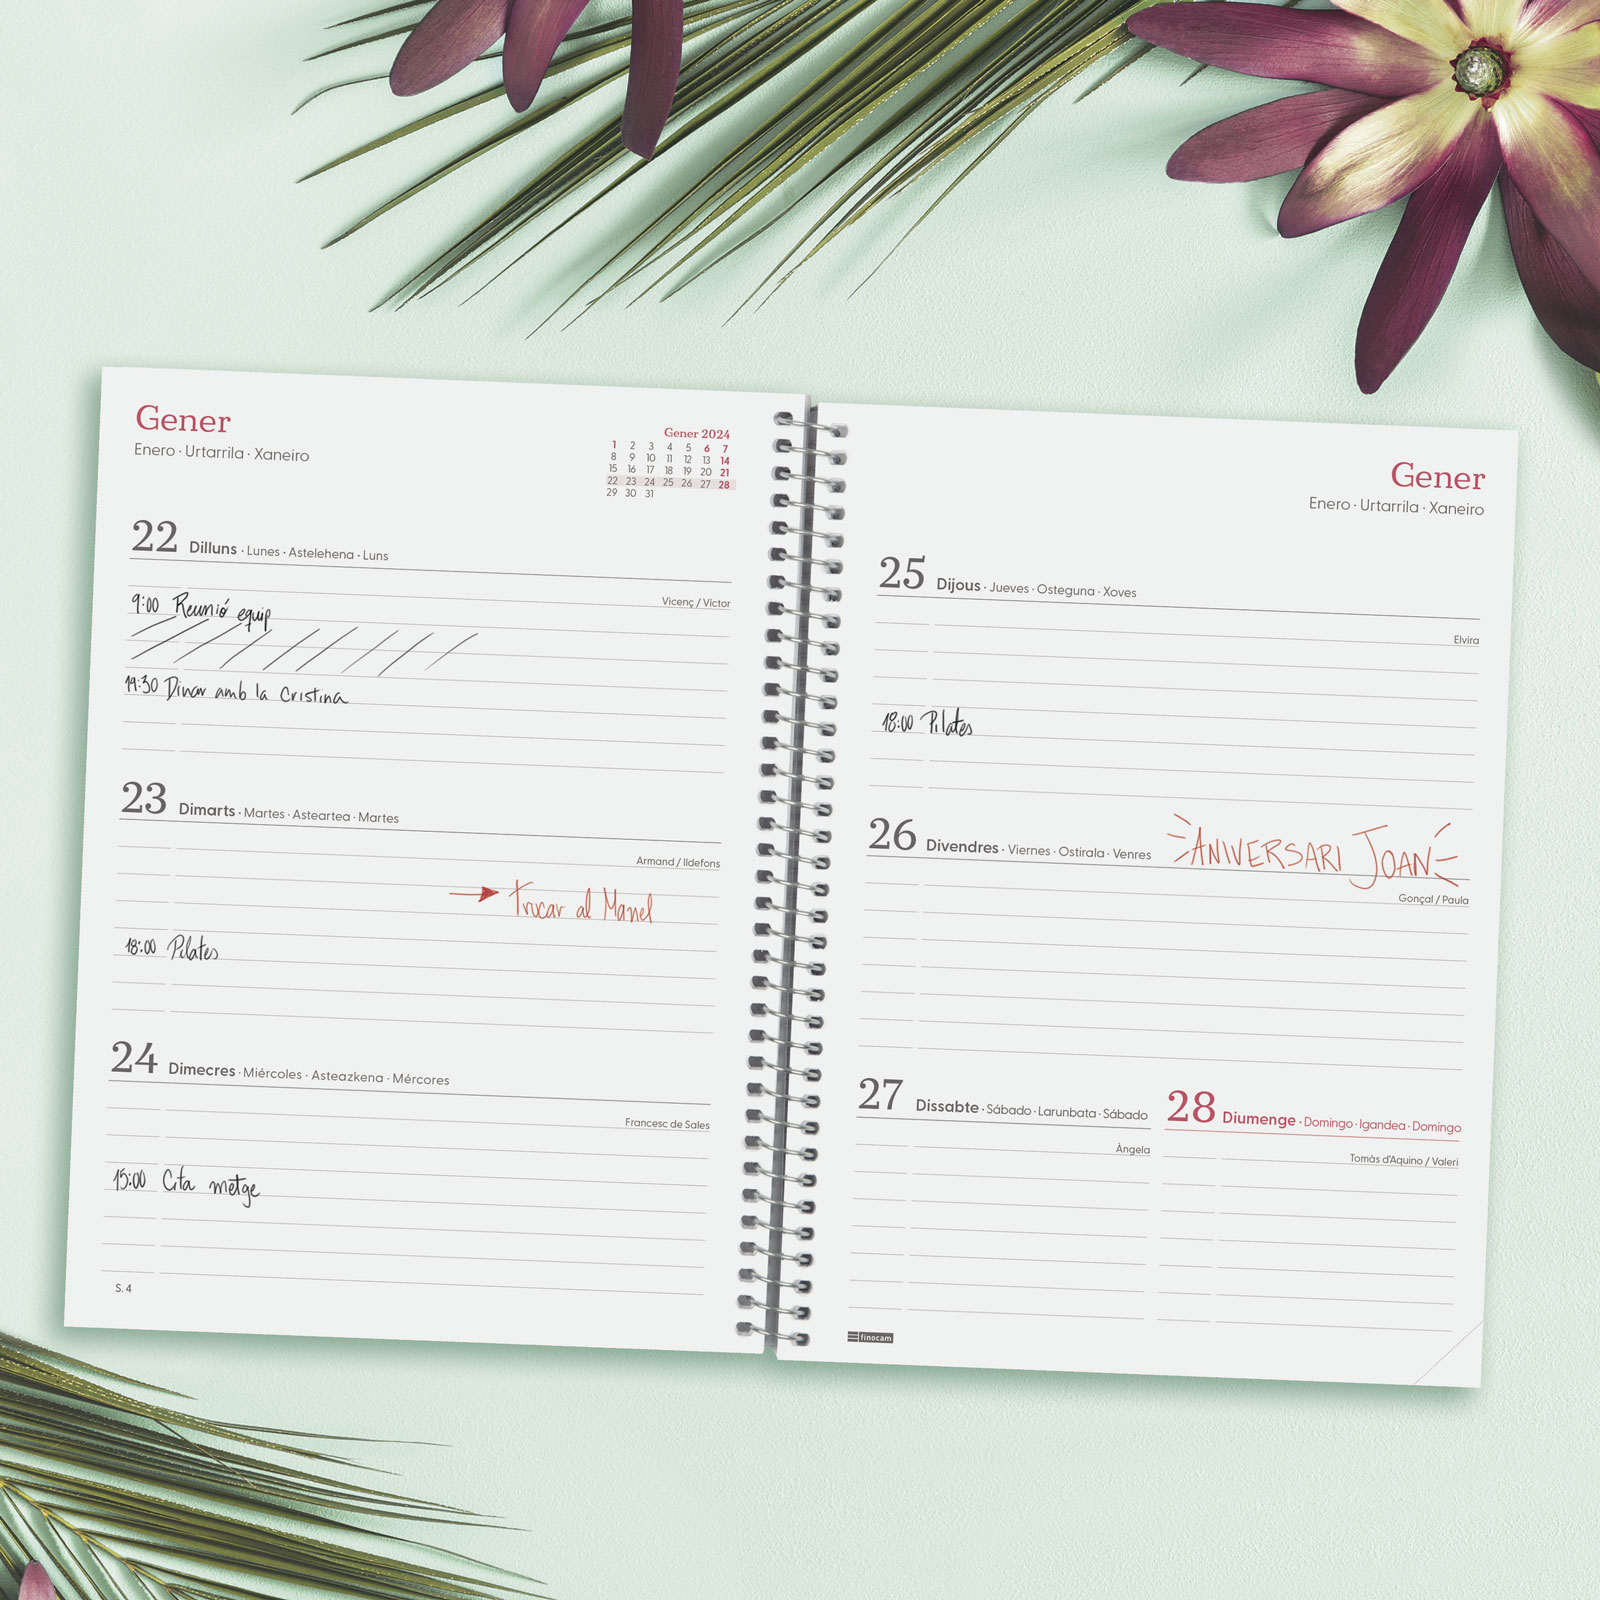 Gener
Enero · Urtarrila · Xaneiro
Gener 2024
1 2 3 4 5 6 7
8 9 10 11 12 13 14
15 16 17 18 19 20 21
22 23 24 25 26 27 28
29 30 31
22 Dilluns · Lunes · Astelehena · Luns
Vicenç / Víctor
9:00 Reunió equip
14:30 Dinar amb la Cristina
23 Dimarts · Martes · Asteartea · Martes
Armand / Ildefons
→ Trucar al Manel
18:00 Pilates
24 Dimecres · Miércoles · Asteazkena · Mércores
Francesc de Sales
15:00 Cita metge
S. 4
Gener
Enero · Urtarrila · Xaneiro
25 Dijous · Jueves · Osteguna · Xoves
Elvira
18:00 Pilates
26 Divendres · Viernes · Ostirala · Venres
ANIVERSARI JOAN
Gonçal / Paula
27 Dissabte · Sábado · Larunbata · Sábado
Àngela
28 Diumenge · Domingo · Igandea · Domingo
Tomàs d'Aquino / Valeri
finocam